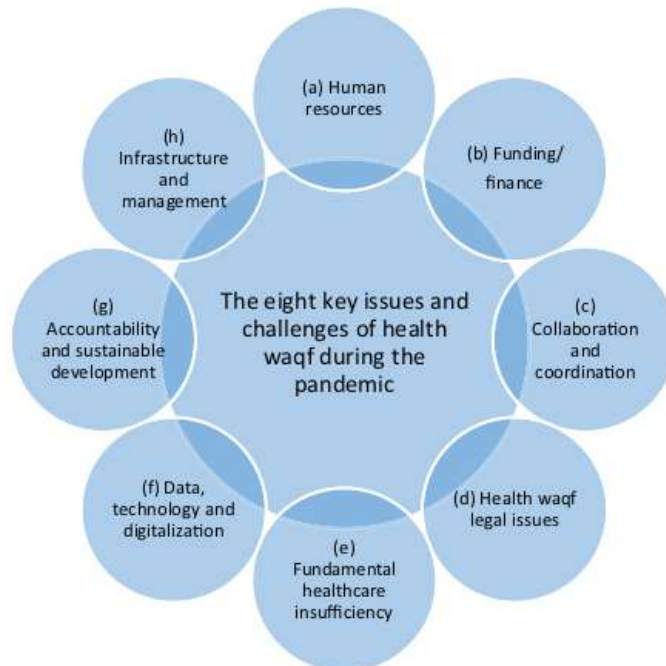 (a) Human
resources
(b) Funding/
finance
(c)
Collaboration
and
coordination
(d) Health waqf
legal issues
(e)
Fundamental
healthcare
insufficiency
(f) Data,
technology and
digitalization
(g)
Accountability
and sustainable
development
(h)
Infrastructure
and
management
The eight key issues and
challenges of health
waqf during the
pandemic